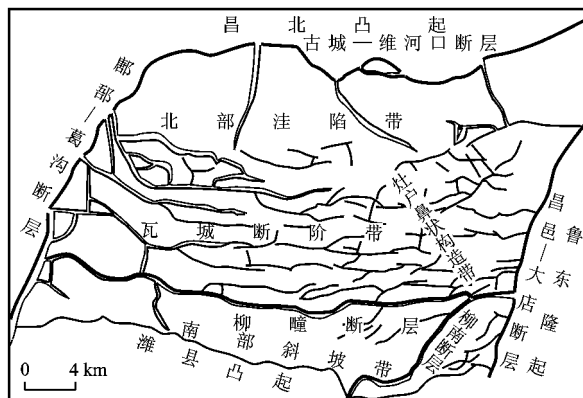 昌北凸起
古城—维河口断层
鄌郚—葛沟断层
北部洼陷带
灶户鼻状构造带
瓦城断阶带
昌邑—大店断层
鲁东隆起
南部斜坡带
柳疃断层
柳南断层
潍县凸起
0 4 km